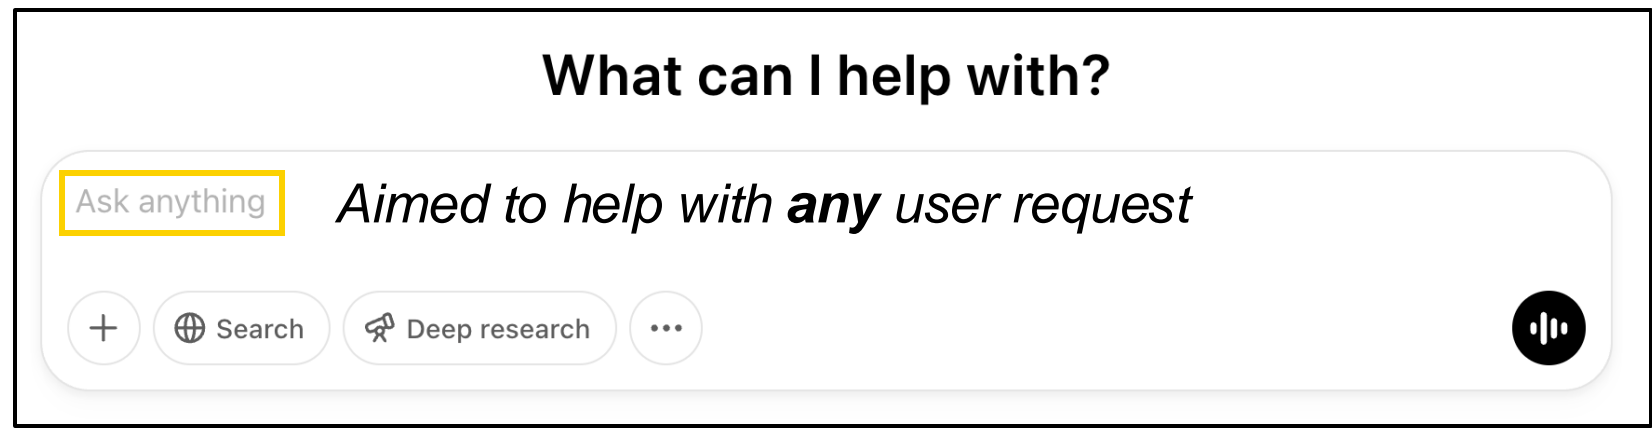 What can I help with?
Ask anything Aimed to help with any user request
Search Deep research